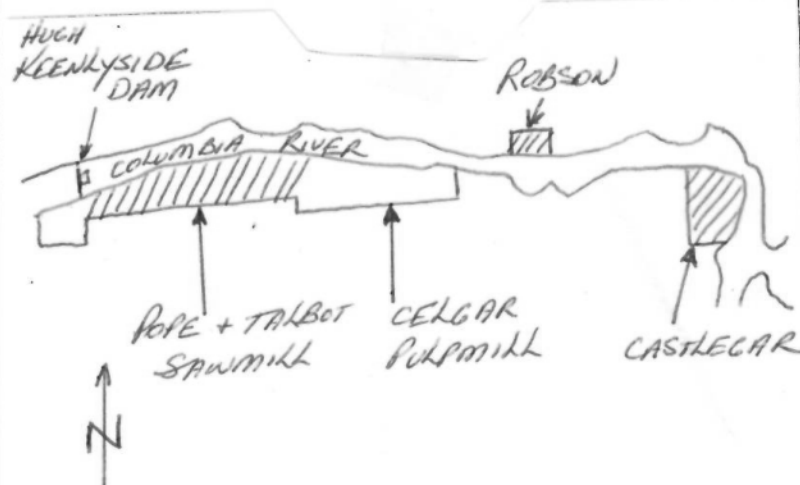 HUGH
KEENLYSIDE
DAM
ROBSON
COLUMBIA RIVER
POPE + TALBOT
SAWMILL
CELGAR
PULPMILL
CASTLEGAR
N